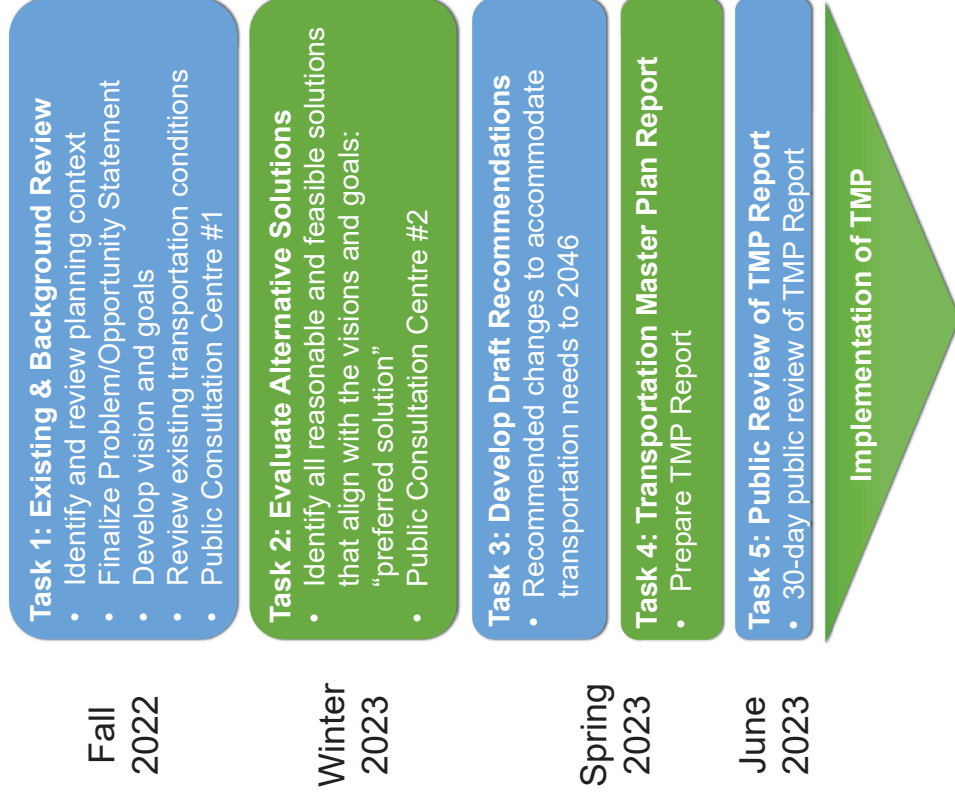 Fall
2022
Task 1: Existing & Background Review
• Identify and review planning context
• Finalize Problem/Opportunity Statement
• Develop vision and goals
• Review existing transportation conditions
• Public Consultation Centre #1
Winter
2023
Task 2: Evaluate Alternative Solutions
• Identify all reasonable and feasible solutions
that align with the visions and goals:
“preferred solution”
• Public Consultation Centre #2
Spring
2023
Task 3: Develop Draft Recommendations
• Recommended changes to accommodate
transportation needs to 2046
Task 4: Transportation Master Plan Report
• Prepare TMP Report
June
2023
Task 5: Public Review of TMP Report
• 30-day public review of TMP Report
Implementation of TMP